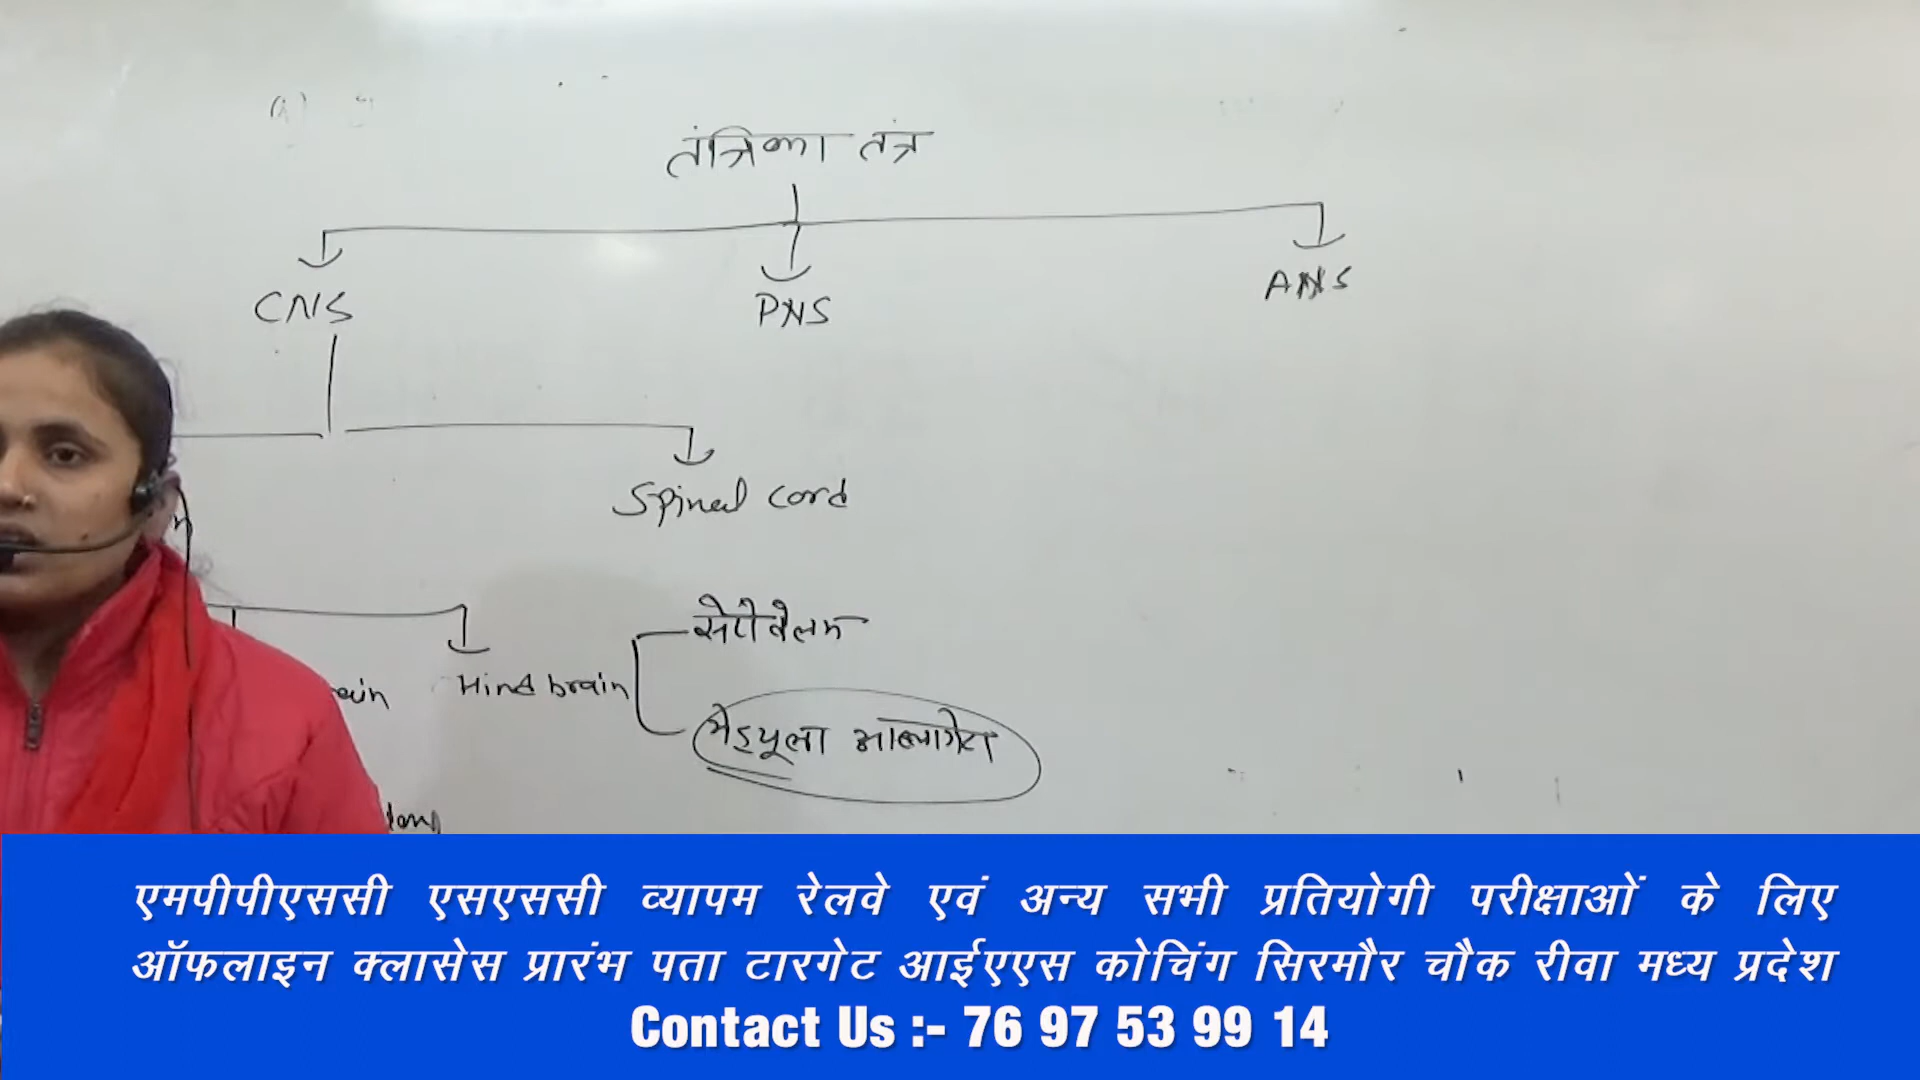 तंत्रिका तंत्र
CNS
PNS
ANS
Spinal cord
सेरीवेलम
Hind brain
मेड्यूला आब्लागेटा
एमपीपीएससी एसएससी व्यापम रेलवे एवं अन्य सभी प्रतियोगी परीक्षाओं के लिए
ऑफलाइन क्लासेस प्रारंभ पता टारगेट आईएएस कोचिंग सिरमौर चौक रीवा मध्य प्रदेश
Contact Us :- 76 97 53 99 14